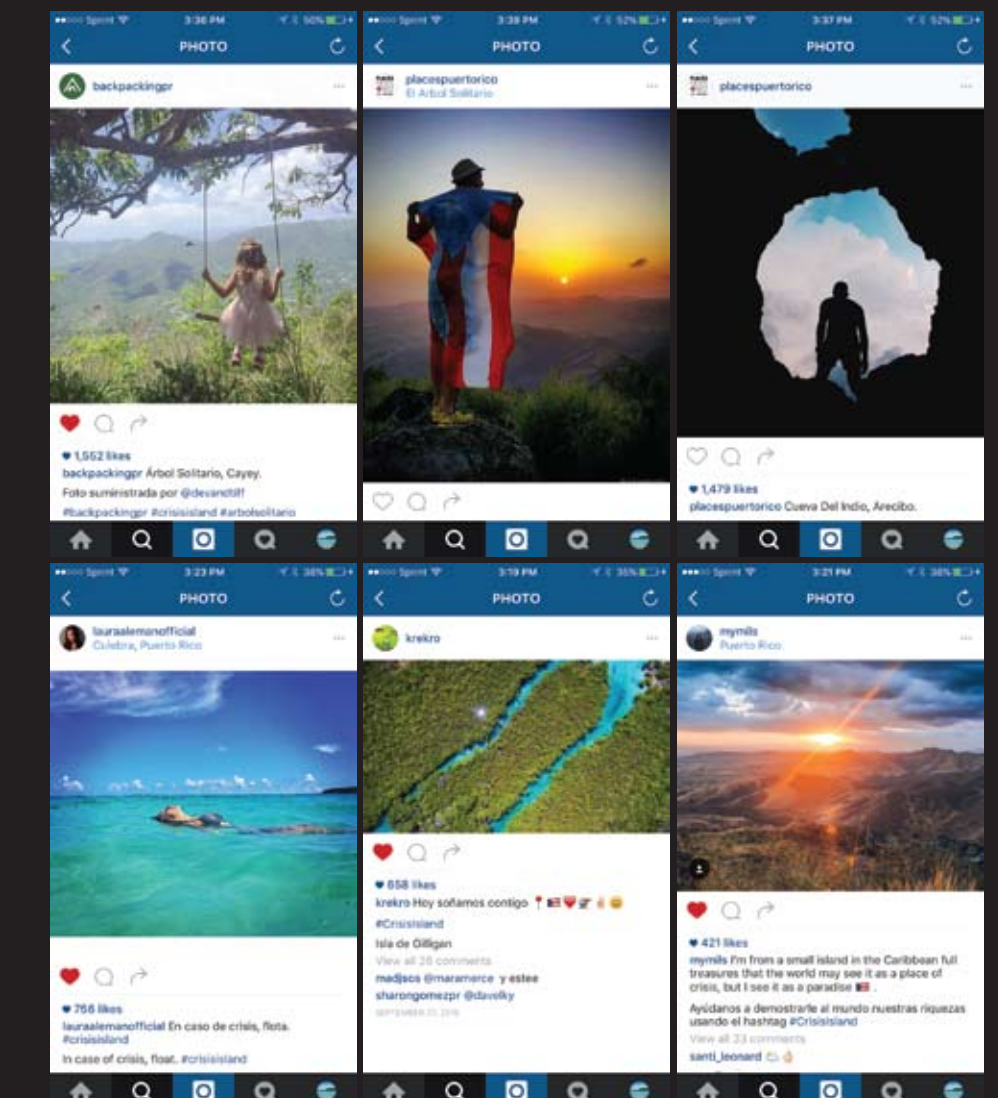 Sprint 3:36 PM 50%
PHOTO
backpackingpr
1,552 likes
backpackingpr Árbol Solitario, Cayey.
Foto suministrada por @devandtiff
#backpackingpr #crisisisland #arbolsolitario
Sprint 3:39 PM 52%
PHOTO
placespuertorico
El Arbol Solitario
Sprint 3:37 PM 52%
PHOTO
placespuertorico
1,479 likes
placespuertorico Cueva Del Indio, Arecibo.
Sprint 3:23 PM 38%
PHOTO
lauraalemanofficial
Culebra, Puerto Rico
766 likes
lauraalemanofficial En caso de crisis, flota.
#crisisisland
In case of crisis, float. #crisisisland
Sprint 3:19 PM
PHOTO
krekro
658 likes
krekro Hoy soñamos contigo 📍🇵🇷
#CrisisIsland
Isla de Gilligan
View all 26 comments
madjscs @maramerce y estee
sharongomezpr @davelky
Sprint 3:21 PM 38%
PHOTO
mymils
Puerto Rico
421 likes
mymils I'm from a small island in the Caribbean full
treasures that the world may see it as a place of
crisis, but I see it as a paradise 🇵🇷 .
Ayúdanos a demostrarle al mundo nuestras riquezas
usando el hashtag #CrisisIsland
View all 33 comments
santi_leonard